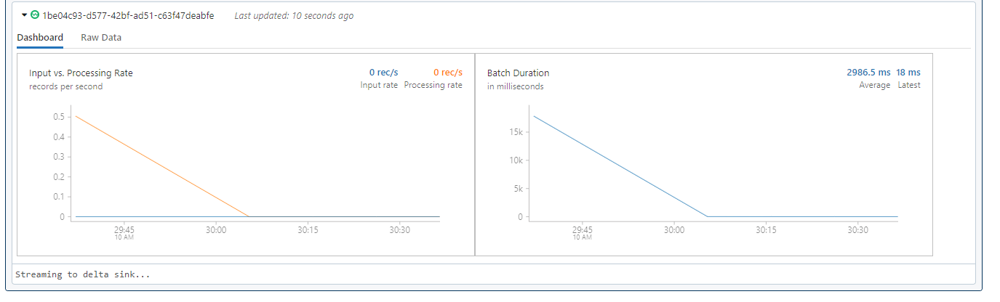 1be04c93-d577-42bf-ad51-c63f47deabfe Last updated: 10 seconds ago
Dashboard Raw Data
Input vs. Processing Rate
records per second
0 rec/s 0 rec/s
Input rate Processing rate
0.5
0.4
0.3
0.2
0.1
0
29:45 30:00 30:15 30:30
10 AM
Batch Duration
in milliseconds
2986.5 ms 18 ms
Average Latest
15k
10k
5k
0
29:45 30:00 30:15 30:30
10 AM
Streaming to delta sink...